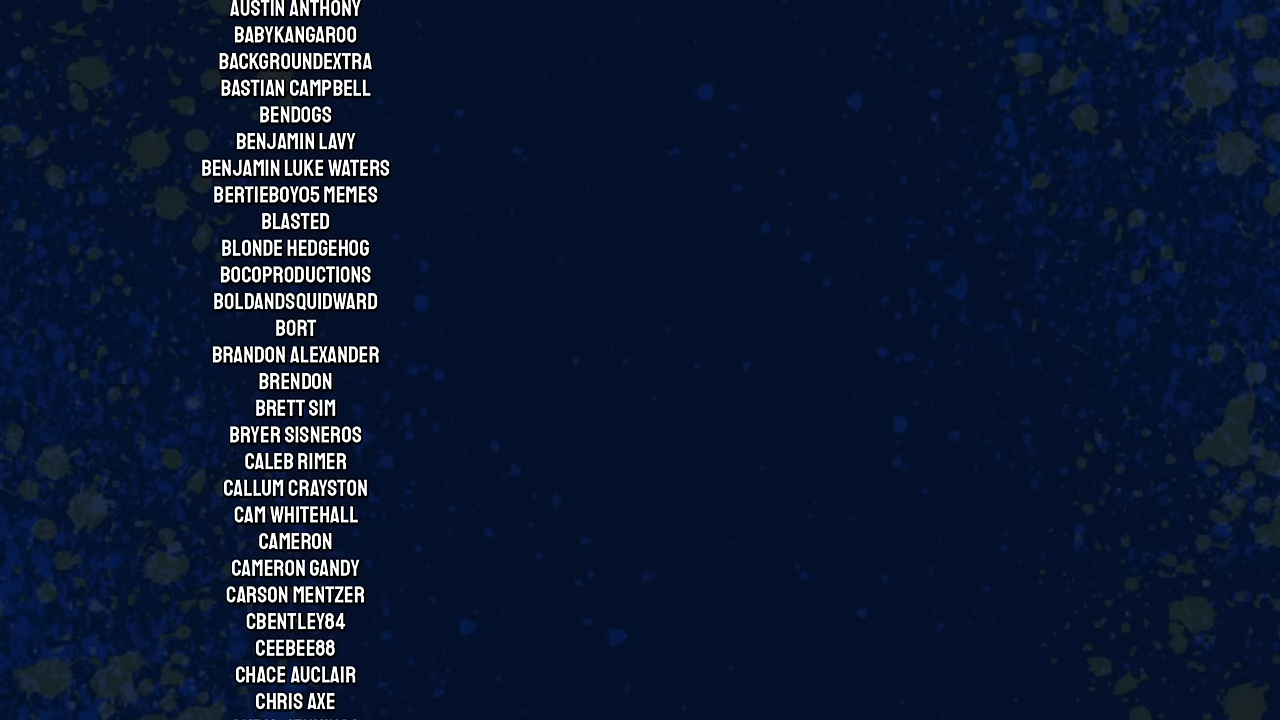 AUSTIN ANTHONY
BABYKANGAROO
BACKGROUNDEXTRA
BASTIAN CAMPBELL
BENDOGS
BENJAMIN LAVY
BENJAMIN LUKE WATERS
BERTIEBOY05 MEMES
BLASTED
BLONDE HEDGEHOG
BOCOPRODUCTIONS
BOLDANDSQUIDWARD
BORT
BRANDON ALEXANDER
BRENDON
BRETT SIM
BRYER SISNEROS
CALEB RIMER
CALLUM CRAYSTON
CAM WHITEHALL
CAMERON
CAMERON GANDY
CARSON MENTZER
CBENTLEY84
CEEBEE88
CHACE AUCLAIR
CHRIS AXE